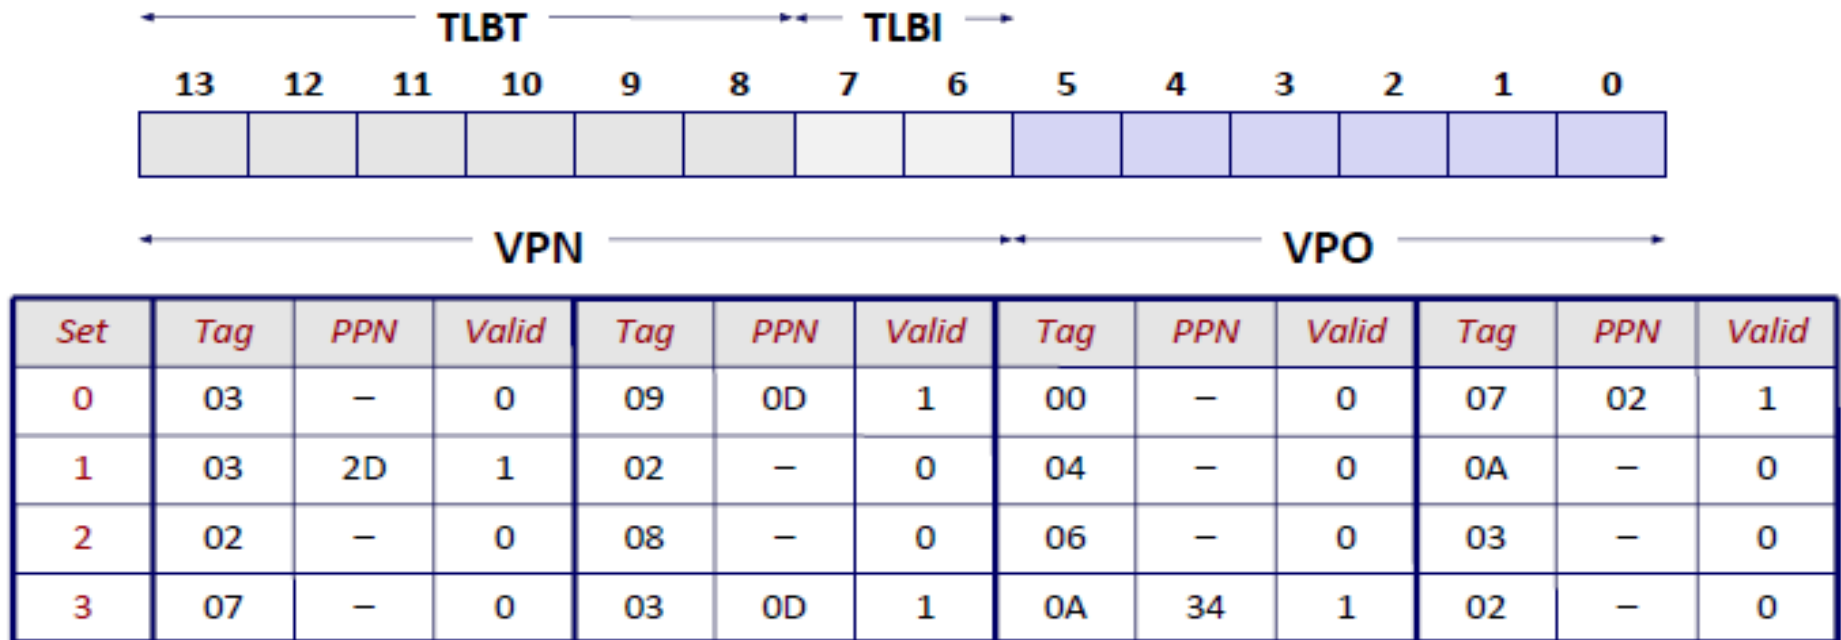 TLBT TLBI
13 12 11 10 9 8 7 6 5 4 3 2 1 0
VPN VPO
Set Tag PPN Valid Tag PPN Valid Tag PPN Valid Tag PPN Valid
0 03 – 0 09 0D 1 00 – 0 07 02 1
1 03 2D 1 02 – 0 04 – 0 0A – 0
2 02 – 0 08 – 0 06 – 0 03 – 0
3 07 – 0 03 0D 1 0A 34 1 02 – 0